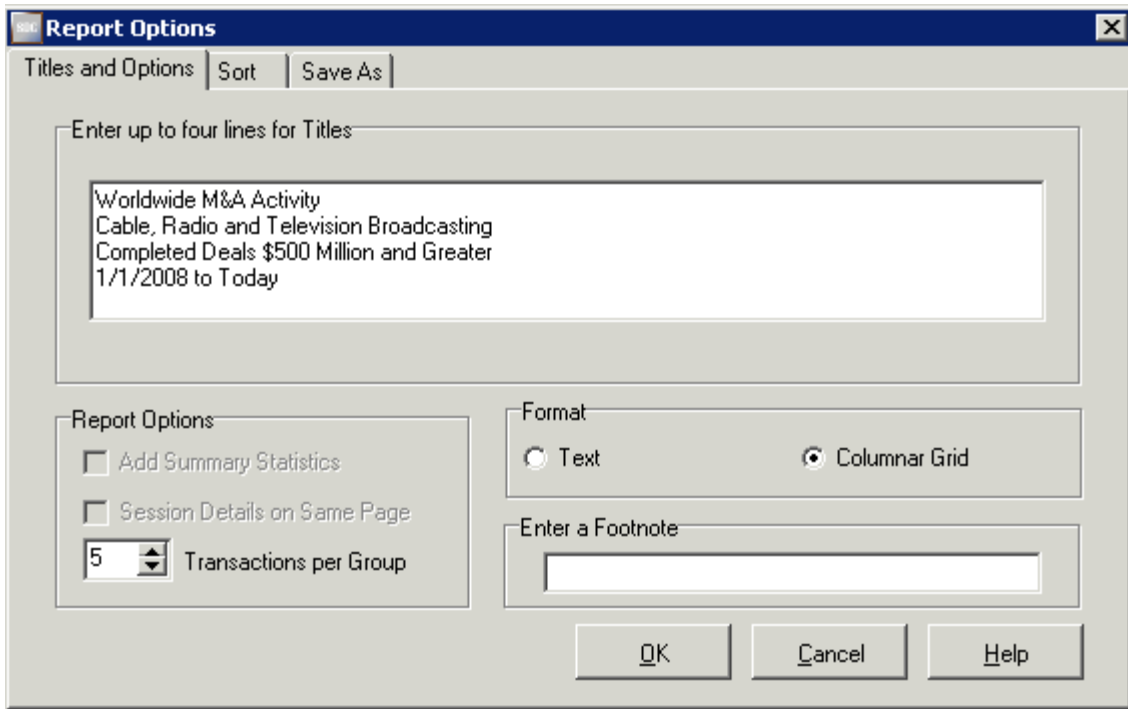 SDC Report Options
Titles and Options Sort Save As
Enter up to four lines for Titles
Worldwide M&A Activity
Cable, Radio and Television Broadcasting
Completed Deals $500 Million and Greater
1/1/2008 to Today
Report Options
Add Summary Statistics
Session Details on Same Page
5 Transactions per Group
Format
Text Columnar Grid
Enter a Footnote
OK Cancel Help